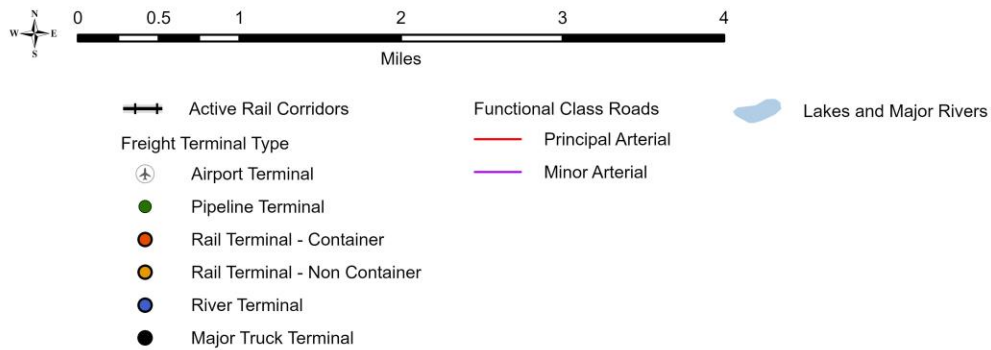 N
W E
S
0 0.5 1 2 3 4
Miles
Active Rail Corridors
Freight Terminal Type
Airport Terminal
Pipeline Terminal
Rail Terminal - Container
Rail Terminal - Non Container
River Terminal
Major Truck Terminal
Functional Class Roads
Principal Arterial
Minor Arterial
Lakes and Major Rivers